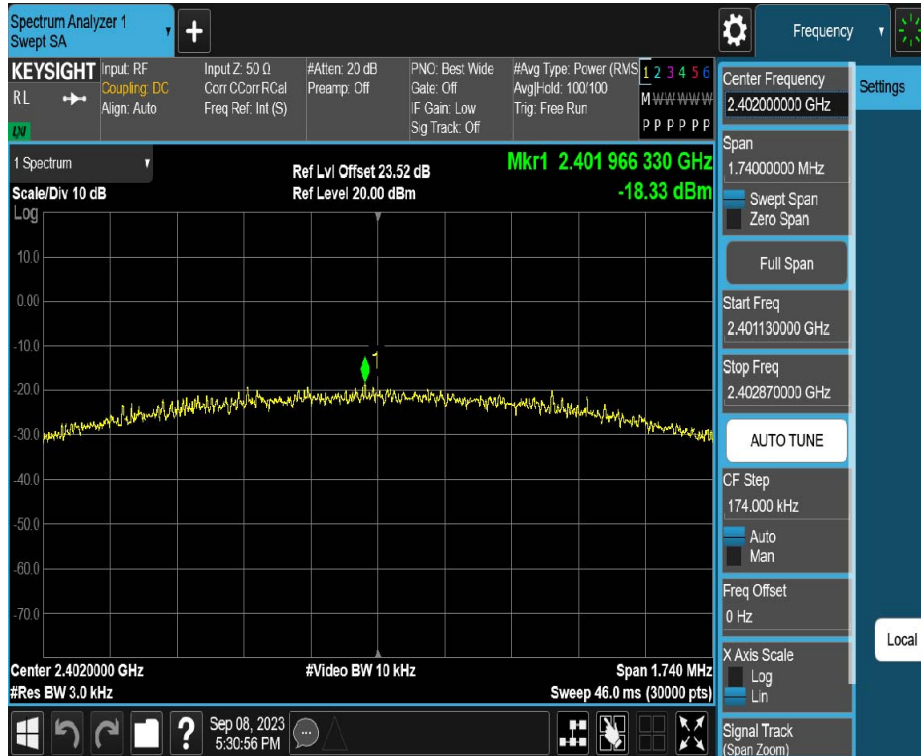 Spectrum Analyzer 1
Swept SA
Frequency
KEYSIGHT
RL
LXI
Input: RF
Coupling: DC
Align: Auto
Input Z: 50 Ω
Corr CCorr RCal
Freq Ref: Int (S)
#Atten: 20 dB
Preamp: Off
PNO: Best Wide
Gate: Off
IF Gain: Low
Sig Track: Off
#Avg Type: Power (RMS
Avg|Hold: 100/100
Trig: Free Run
1 2 3 4 5 6
M W W W W W
P P P P P P
Center Frequency
2.402000000 GHz
Settings
1 Spectrum
Scale/Div 10 dB
Ref Lvl Offset 23.52 dB
Ref Level 20.00 dBm
Mkr1 2.401 966 330 GHz
-18.33 dBm
Log
10.0
0.00
-10.0
-20.0
-30.0
-40.0
-50.0
-60.0
-70.0
1
Span
1.74000000 MHz
Swept Span
Zero Span
Full Span
Start Freq
2.401130000 GHz
Stop Freq
2.402870000 GHz
AUTO TUNE
CF Step
174.000 kHz
Auto
Man
Freq Offset
0 Hz
X Axis Scale
Log
Lin
Signal Track
(Span Zoom)
Local
Center 2.4020000 GHz
#Res BW 3.0 kHz
#Video BW 10 kHz
Span 1.740 MHz
Sweep 46.0 ms (30000 pts)
?
Sep 08, 2023
5:30:56 PM